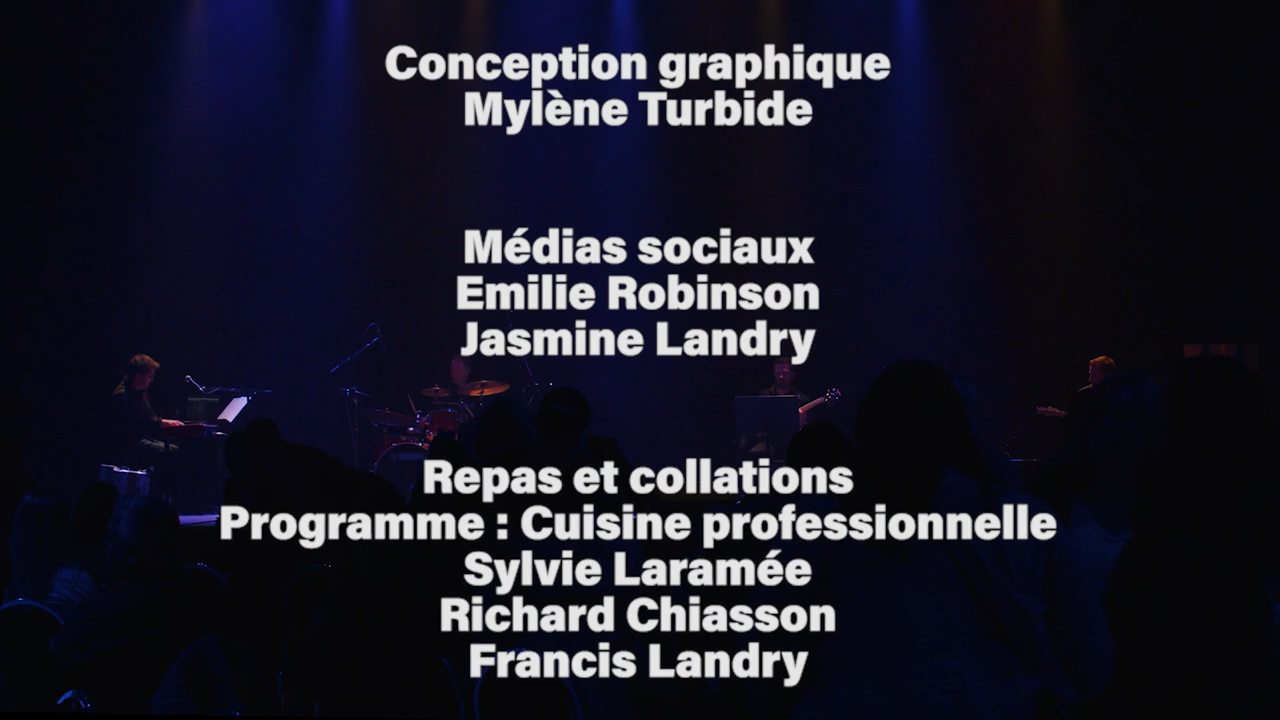 Conception graphique
Mylène Turbide
Médias sociaux
Emilie Robinson
Jasmine Landry
Repas et collations
Programme : Cuisine professionnelle
Sylvie Laramée
Richard Chiasson
Francis Landry